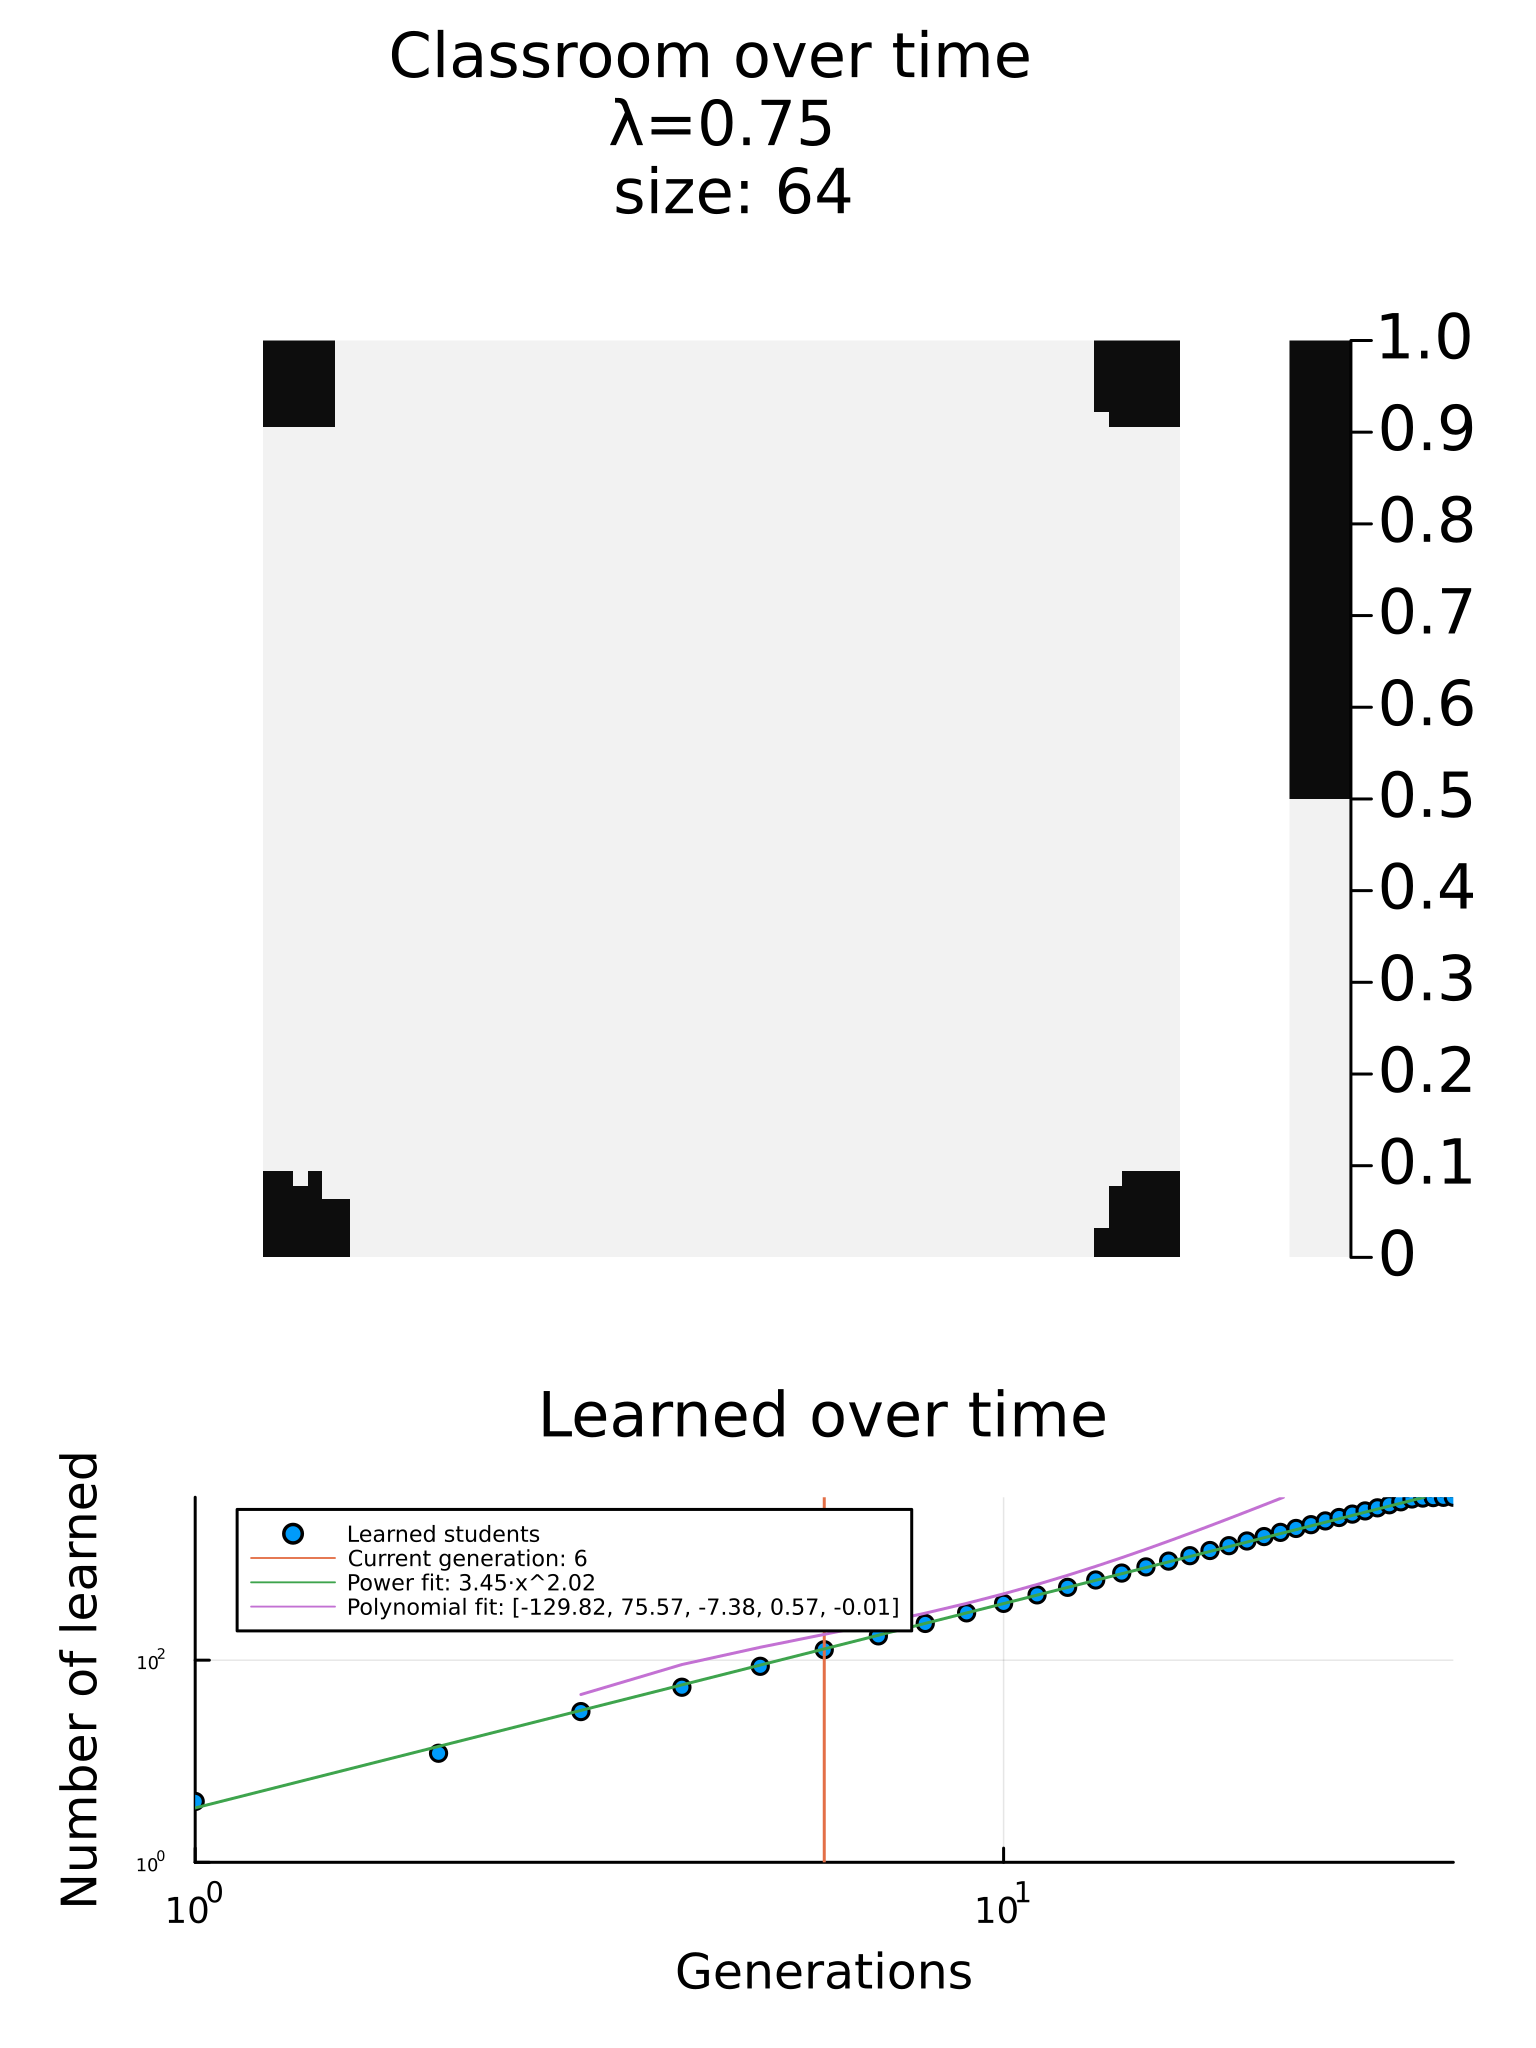 Classroom over time
λ=0.75
size: 64
1.0
0.9
0.8
0.7
0.6
0.5
0.4
0.3
0.2
0.1
0
Learned over time
Number of learned
Learned students
Current generation: 6
Power fit: 3.45·x^2.02
Polynomial fit: [-129.82, 75.57, -7.38, 0.57, -0.01]
10^2
10^0
10^0
10^1
Generations